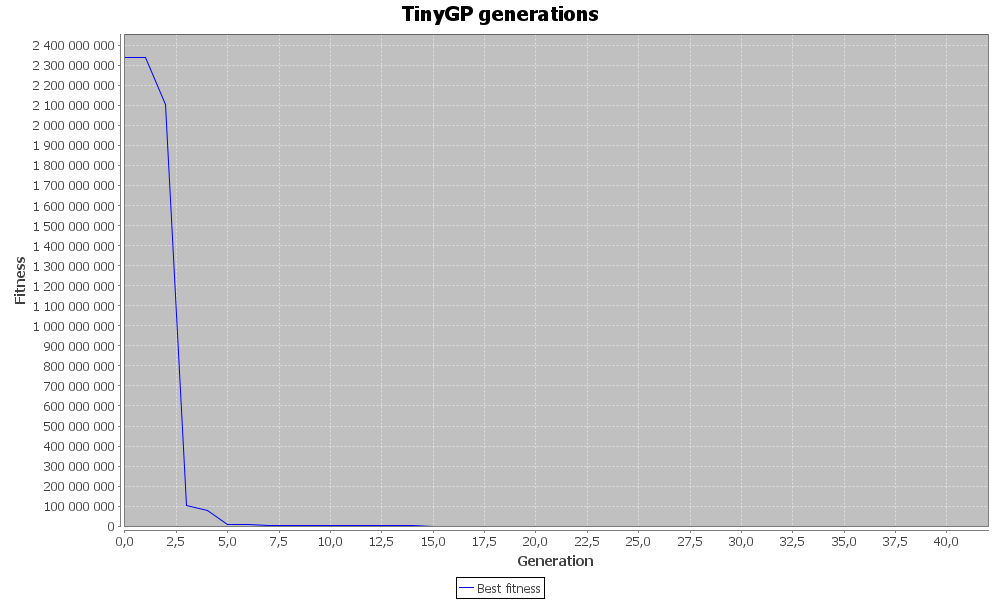 TinyGP generations
2 400 000 000
2 300 000 000
2 200 000 000
2 100 000 000
2 000 000 000
1 900 000 000
1 800 000 000
1 700 000 000
1 600 000 000
1 500 000 000
1 400 000 000
1 300 000 000
1 200 000 000
1 100 000 000
1 000 000 000
900 000 000
800 000 000
700 000 000
600 000 000
500 000 000
400 000 000
300 000 000
200 000 000
100 000 000
0
Fitness
0,0 2,5 5,0 7,5 10,0 12,5 15,0 17,5 20,0 22,5 25,0 27,5 30,0 32,5 35,0 37,5 40,0
Generation
Best fitness